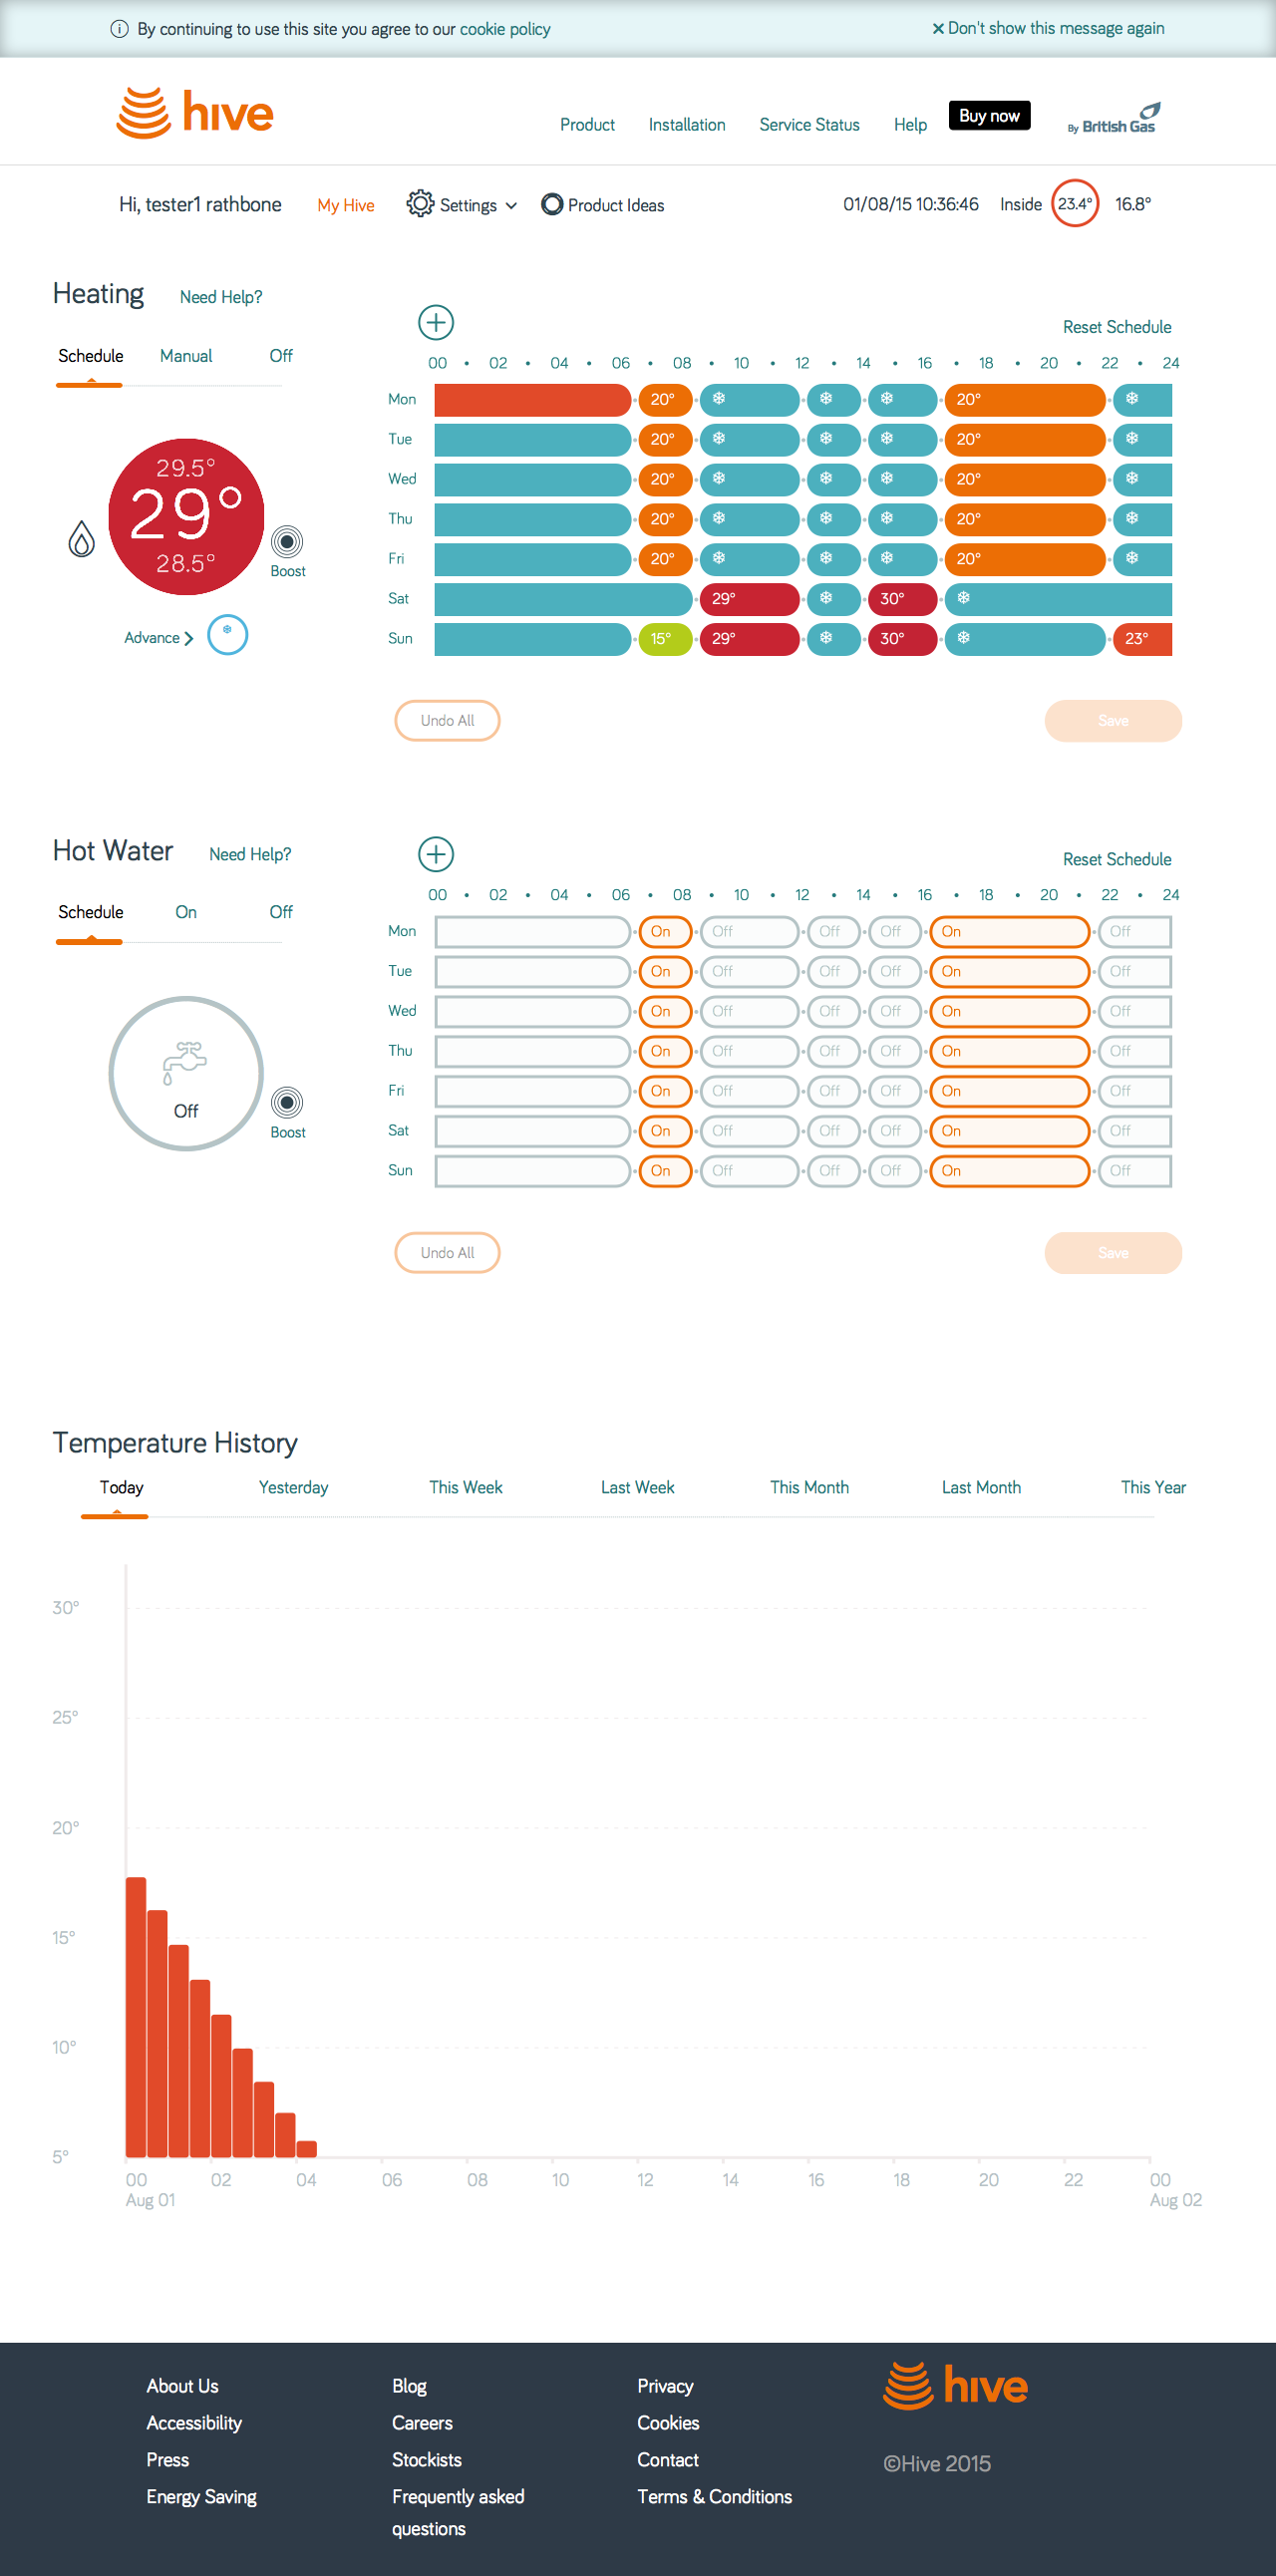 By continuing to use this site you agree to our cookie policy
Don't show this message again
hive
Product Installation Service Status Help Buy now By British Gas
Hi, tester1 rathbone My Hive Settings Product Ideas 01/08/15 10:36:46 Inside 23.4° 16.8°
Heating Need Help?
Schedule Manual Off
29.5°
29°
28.5°
Boost
Advance
Reset Schedule
00 • 02 • 04 • 06 • 08 • 10 • 12 • 14 • 16 • 18 • 20 • 22 • 24
Mon 20° 20°
Tue 20° 20°
Wed 20° 20°
Thu 20° 20°
Fri 20° 20°
Sat 29° 30°
Sun 15° 29° 30° 23°
Undo All Save
Hot Water Need Help?
Schedule On Off
Off
Boost
Reset Schedule
00 • 02 • 04 • 06 • 08 • 10 • 12 • 14 • 16 • 18 • 20 • 22 • 24
Mon On Off Off Off On Off
Tue On Off Off Off On Off
Wed On Off Off Off On Off
Thu On Off Off Off On Off
Fri On Off Off Off On Off
Sat On Off Off Off On Off
Sun On Off Off Off On Off
Undo All Save
Temperature History
Today Yesterday This Week Last Week This Month Last Month This Year
30°
25°
20°
15°
10°
5°
00 02 04 06 08 10 12 14 16 18 20 22 00
Aug 01 Aug 02
About Us Blog Privacy hive
Accessibility Careers Cookies
Press Stockists Contact ©Hive 2015
Energy Saving Frequently asked Terms & Conditions
questions